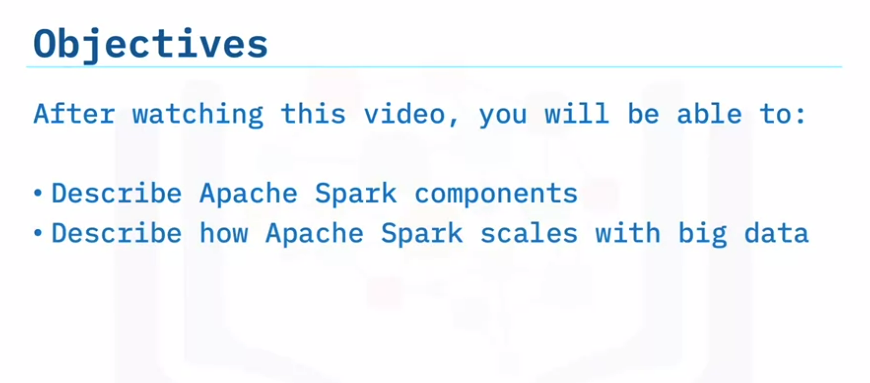 Objectives
After watching this video, you will be able to:
• Describe Apache Spark components
• Describe how Apache Spark scales with big data